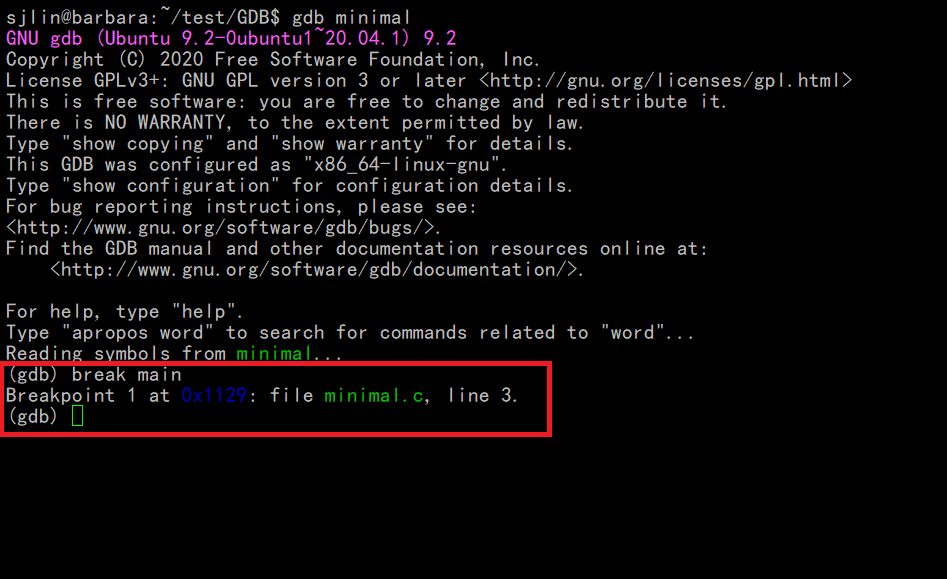 sjlin@barbara:~/test/GDB$ gdb minimal
GNU gdb (Ubuntu 9.2-0ubuntu1~20.04.1) 9.2
Copyright (C) 2020 Free Software Foundation, Inc.
License GPLv3+: GNU GPL version 3 or later <http://gnu.org/licenses/gpl.html>
This is free software: you are free to change and redistribute it.
There is NO WARRANTY, to the extent permitted by law.
Type "show copying" and "show warranty" for details.
This GDB was configured as "x86_64-linux-gnu".
Type "show configuration" for configuration details.
For bug reporting instructions, please see:
<http://www.gnu.org/software/gdb/bugs/>.
Find the GDB manual and other documentation resources online at:
    <http://www.gnu.org/software/gdb/documentation/>.

For help, type "help".
Type "apropos word" to search for commands related to "word"...
Reading symbols from minimal...
(gdb) break main
Breakpoint 1 at 0x1129: file minimal.c, line 3.
(gdb)